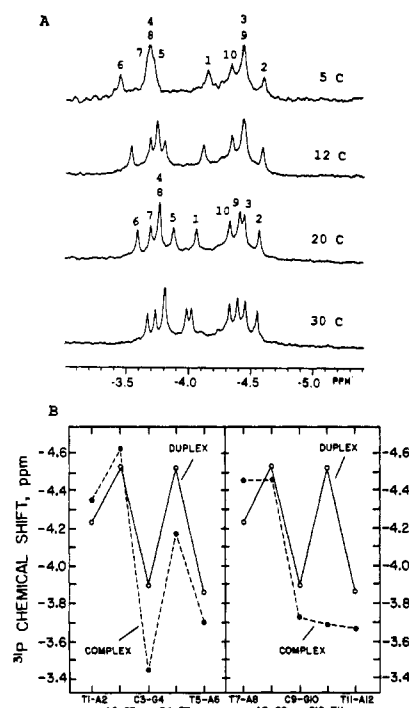 A
4
3
8
9
7
5
10
6
1
2
5 C
12 C
4
8
9
3
7
5
10
6
1
2
20 C
30 C
-3.5
-4.0
-4.5
-5.0
PPM
B
-4.6
-4.4
-4.2
-4.0
-3.8
-3.6
-3.4
DUPLEX
COMPLEX
DUPLEX
COMPLEX
-4.6
-4.4
-4.2
-4.0
-3.8
-3.6
-3.4
31P CHEMICAL SHIFT, ppm
T1-A2
C3-G4
T5-A6
T7-A8
C9-G10
T11-A12